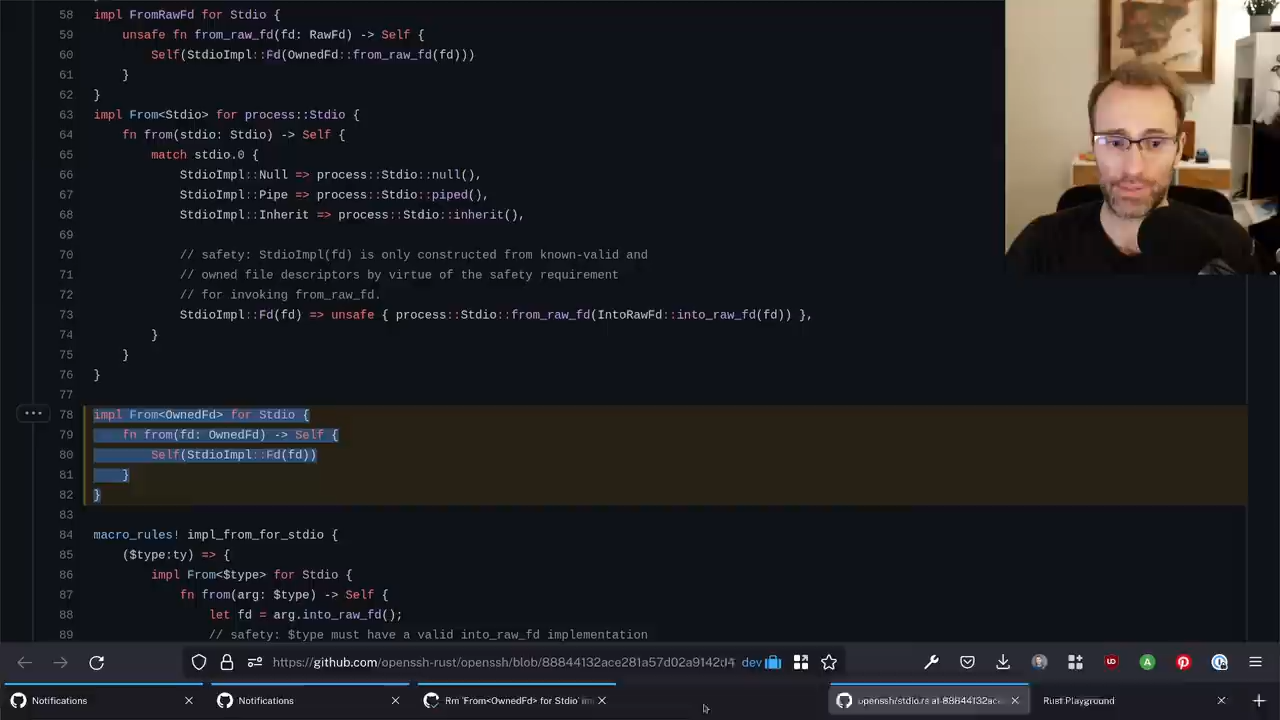 58 impl FromRawFd for Stdio {
59 unsafe fn from_raw_fd(fd: RawFd) -> Self {
60 Self(StdioImpl::Fd(OwnedFd::from_raw_fd(fd)))
61 }
62 }
63 impl From<Stdio> for process::Stdio {
64 fn from(stdio: Stdio) -> Self {
65 match stdio.0 {
66 StdioImpl::Null => process::Stdio::null(),
67 StdioImpl::Pipe => process::Stdio::piped(),
68 StdioImpl::Inherit => process::Stdio::inherit(),
69
70 // safety: StdioImpl(fd) is only constructed from known-valid and
71 // owned file descriptors by virtue of the safety requirement
72 // for invoking from_raw_fd.
73 StdioImpl::Fd(fd) => unsafe { process::Stdio::from_raw_fd(IntoRawFd::into_raw_fd(fd)) },
74 }
75 }
76 }
77
78 impl From<OwnedFd> for Stdio {
79 fn from(fd: OwnedFd) -> Self {
80 Self(StdioImpl::Fd(fd))
81 }
82 }
83
84 macro_rules! impl_from_for_stdio {
85 ($type:ty) => {
86 impl From<$type> for Stdio {
87 fn from(arg: $type) -> Self {
88 let fd = arg.into_raw_fd();
89 // safety: $type must have a valid into_raw_fd implementation
https://github.com/openssh-rust/openssh/blob/88844132ace281a57d02a9142d dev
Notifications Notifications Rm `From<OwnedFd> for Stdio` im openssh/stdio.rs at 88844132ace Rust Playground